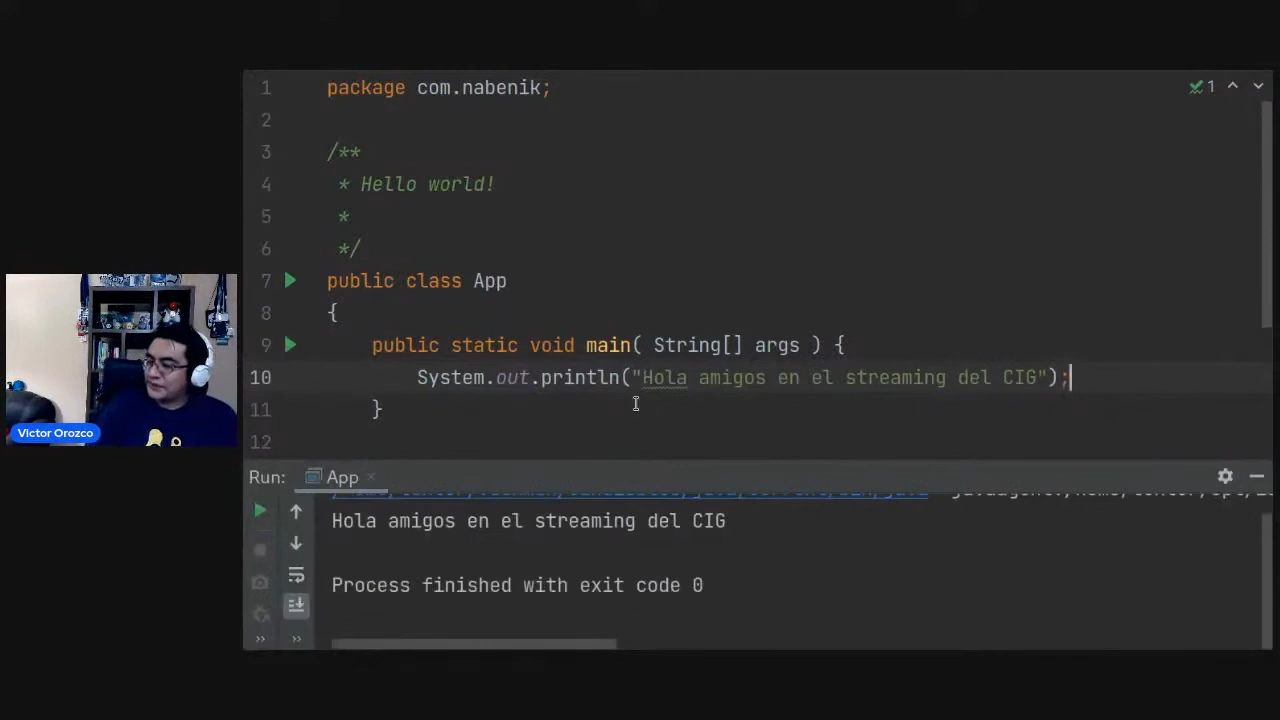 1 package com.nabenik;
1
2
3 /**
4 * Hello world!
5 *
6 */
7 public class App
8 {
9 public static void main( String[] args ) {
10 System.out.println("Hola amigos en el streaming del CIG");
11 }
12
Victor Orozco
Run: App
Hola amigos en el streaming del CIG
Process finished with exit code 0